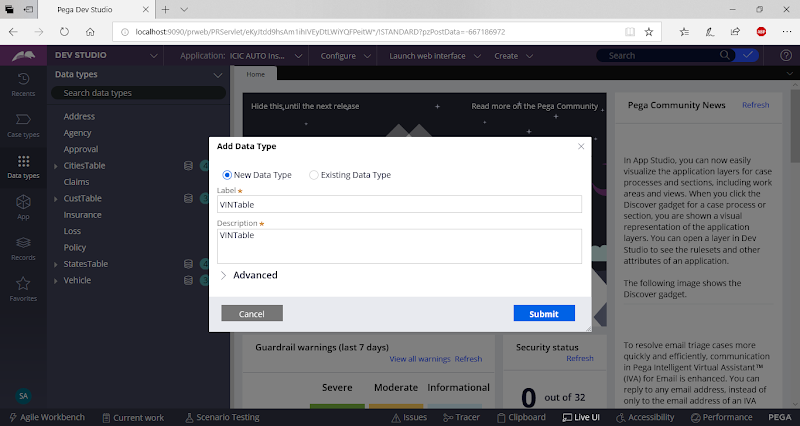 Pega Dev Studio
localhost:9090/prweb/PRServlet/eKyitdd9hsAm1ihlVEyDtLWiYQFPeitW*/!STANDARD?pzPostData=-667186972
ABP
DEV STUDIO
Application: ICIC AUTO Ins...
Configure
Launch web interface
Create
Search
Recents
Case types
Data types
App
Records
Favorites
SA
Data types
Search data types
Address
Agency
Approval
CitiesTable
Claims
CustTable
Insurance
Loss
Policy
StatesTable
Vehicle
Home
Hide this until the next release
Read more on the Pega Community
Add Data Type
New Data Type
Existing Data Type
Label ★
VINTable
Description ★
VINTable
Advanced
Cancel
Submit
Guardrail warnings (last 7 days)
View all warnings Refresh
Severe Moderate Informational
Security status
Refresh
0 out of 32
Pega Community News Refresh
In App Studio, you can now easily
visualize the application layers for case
processes and sections, including work
areas and views. When you click the
Discover gadget for a case process or
section, you are shown a visual
representation of the application
layers. You can open a layer in Dev
Studio to see the rulesets and other
attributes of an application.
The following image shows the
Discover gadget.
To resolve email triage cases more
quickly and efficiently, communication
in Pega Intelligent Virtual Assistant™
(IVA) for Email is enhanced. You can
reply to any email address, instead of
only to the email address of an IVA
Agile Workbench
Current work
Scenario Testing
Issues
Tracer
Clipboard
Live UI
Accessibility
Performance
PEGA